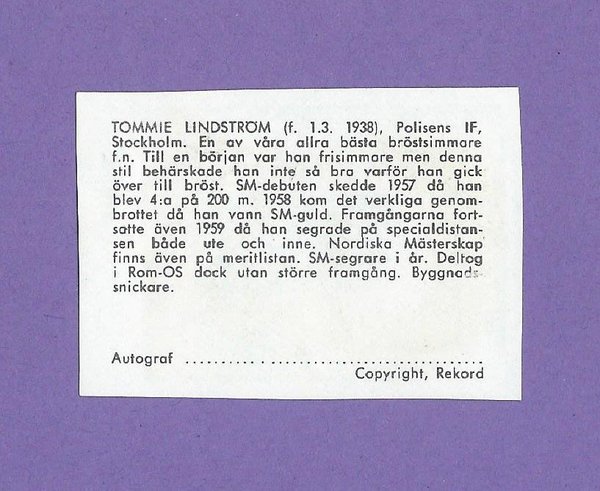 TOMMIE LINDSTRÖM (f. 1.3. 1938), Polisens IF,
Stockholm. En av våra allra bästa bröstsimmare
f.n. Till en början var han frisimmare men denna
stil behärskade han inte så bra varför han gick
över till bröst. SM-debuten skedde 1957 då han
blev 4:a på 200 m. 1958 kom det verkliga genom-
brottet då han vann SM-guld. Framgångarna fort-
satte även 1959 då han segrade på specialdistan-
sen både ute och inne. Nordiska Mästerskap
finns även på meritlistan. SM-segrare i år. Deltog
i Rom-OS dock utan större framgång. Byggnads-
snickare.
Autograf ........................................
Copyright, Rekord